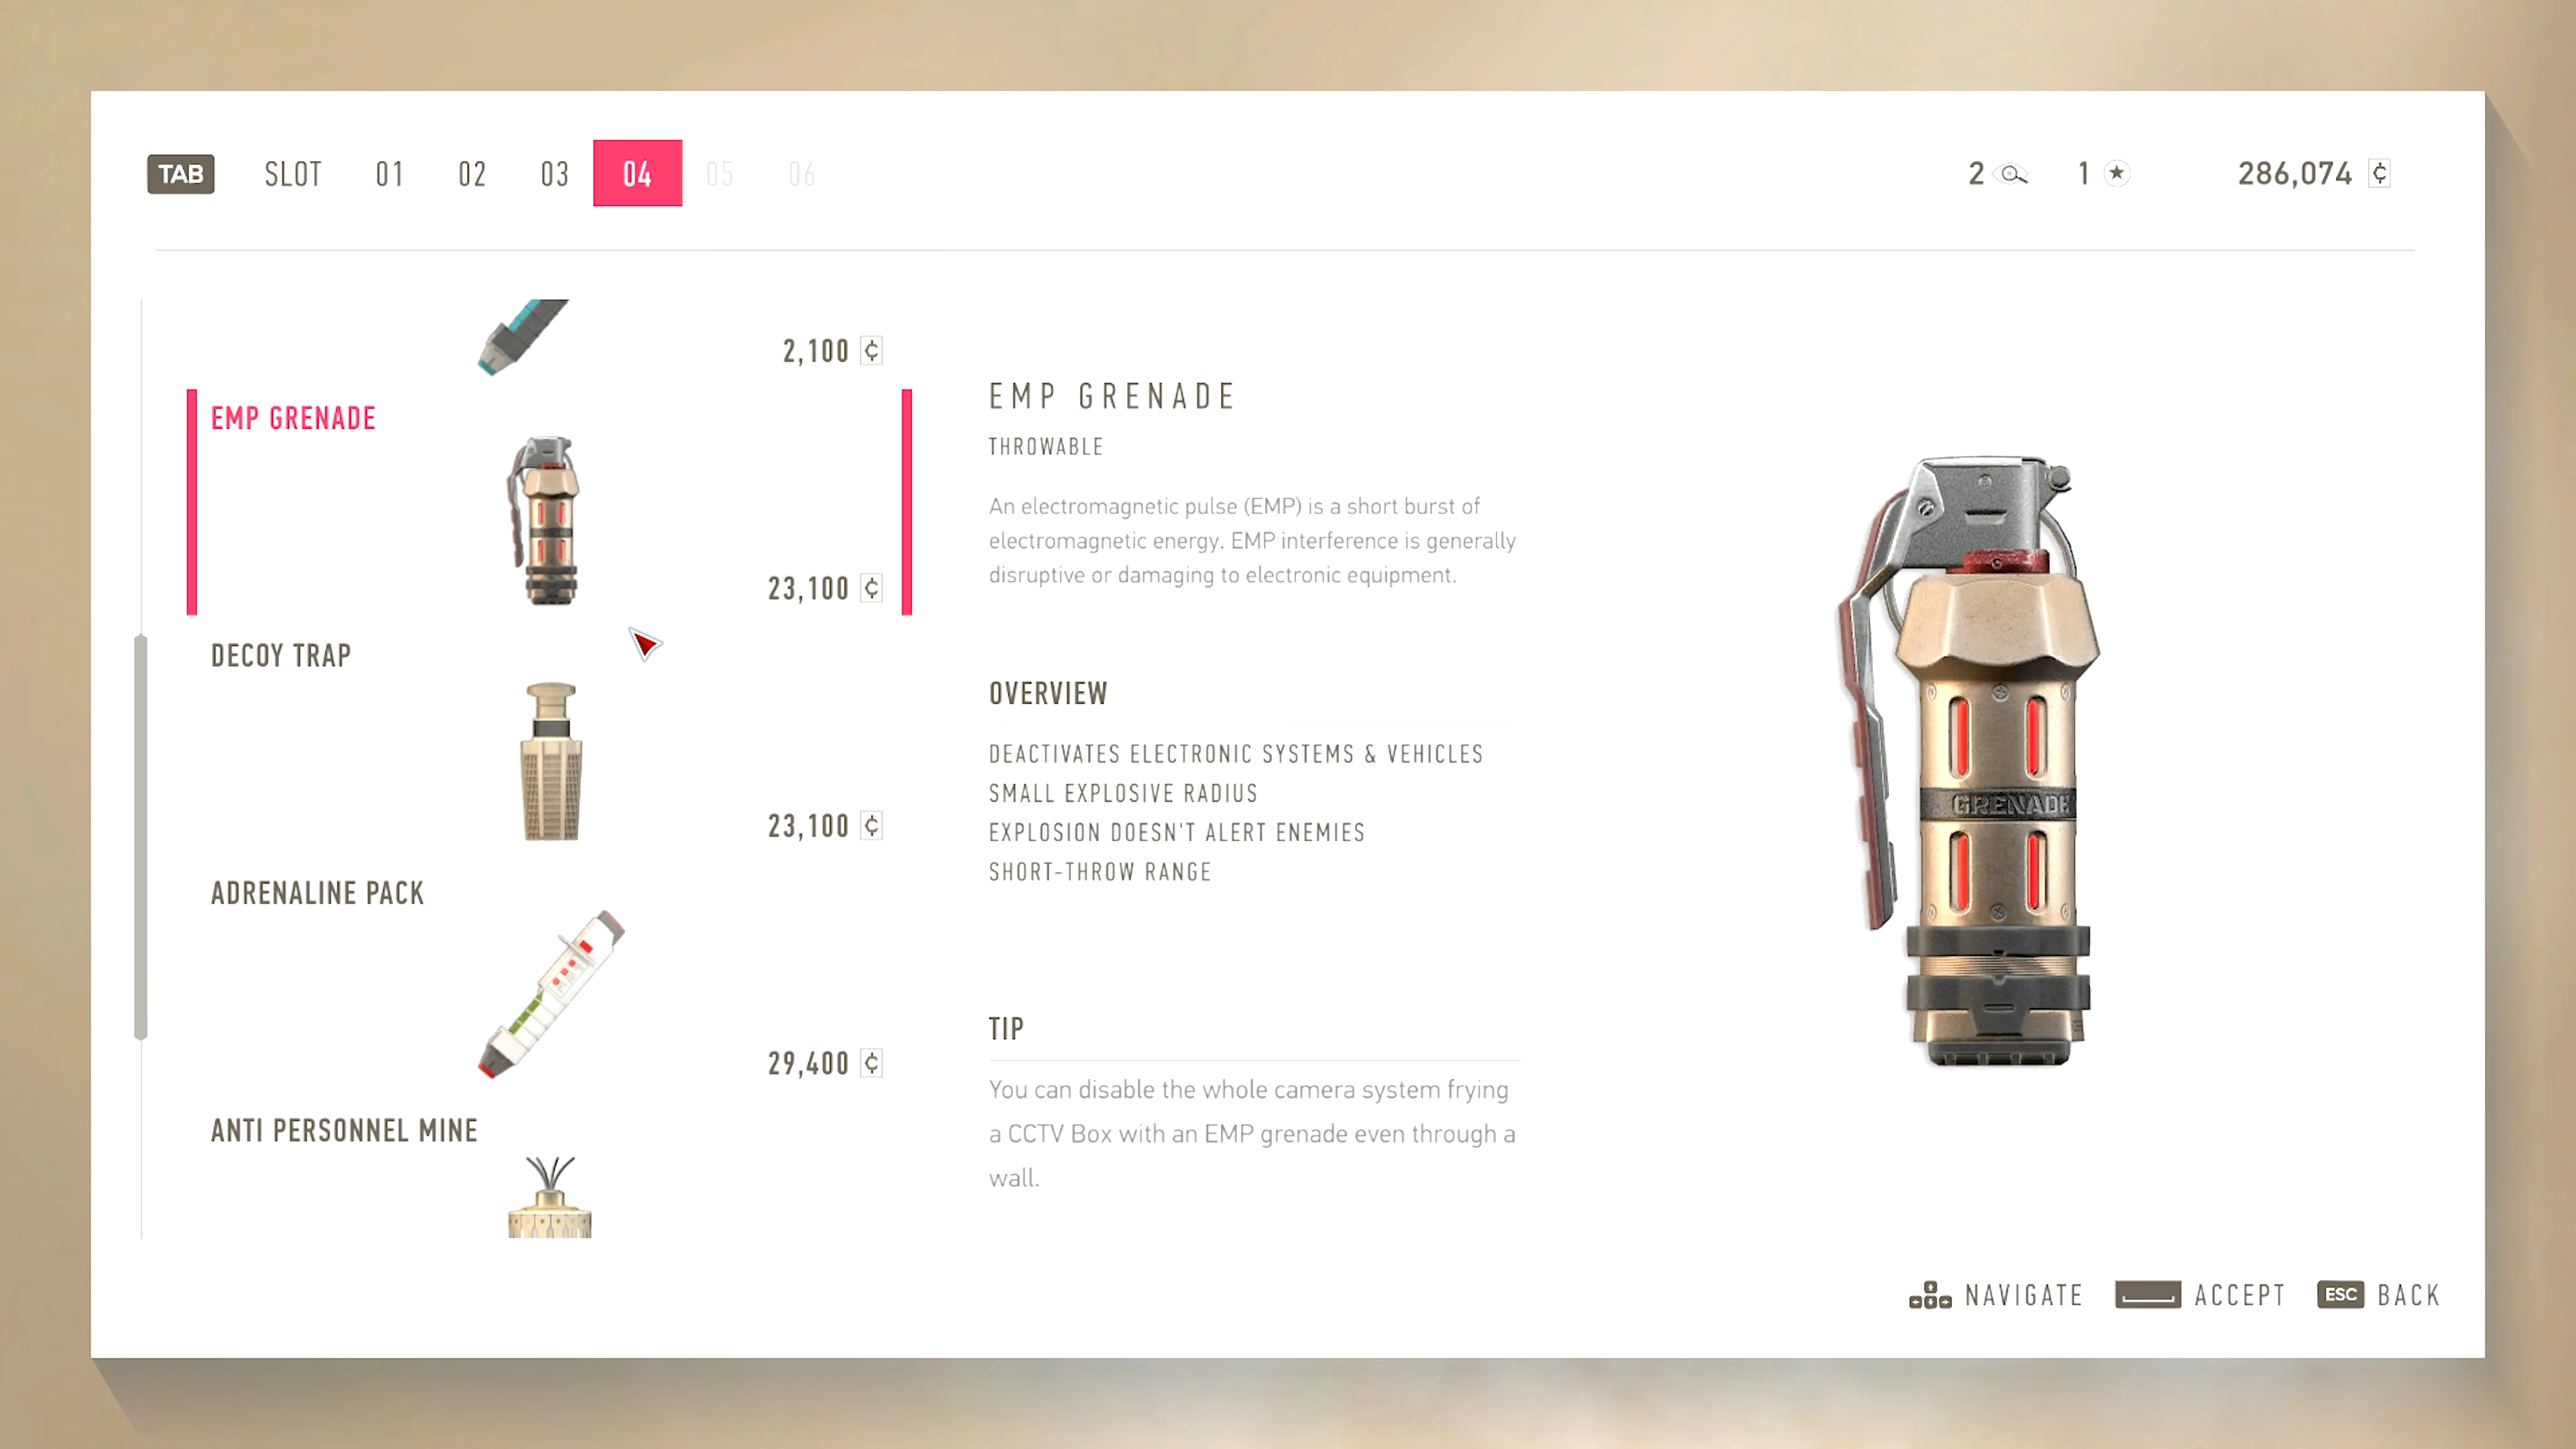 TAB SLOT 01 02 03 04 05 06 2 1 286,074 ¢
2,100 ¢
EMP GRENADE
23,100 ¢
DECOY TRAP
23,100 ¢
ADRENALINE PACK
29,400 ¢
ANTI PERSONNEL MINE
EMP GRENADE
THROWABLE
An electromagnetic pulse (EMP) is a short burst of
electromagnetic energy. EMP interference is generally
disruptive or damaging to electronic equipment.
OVERVIEW
DEACTIVATES ELECTRONIC SYSTEMS & VEHICLES
SMALL EXPLOSIVE RADIUS
EXPLOSION DOESN'T ALERT ENEMIES
SHORT-THROW RANGE
TIP
You can disable the whole camera system frying
a CCTV Box with an EMP grenade even through a
wall.
GRENADE
NAVIGATE ACCEPT ESC BACK